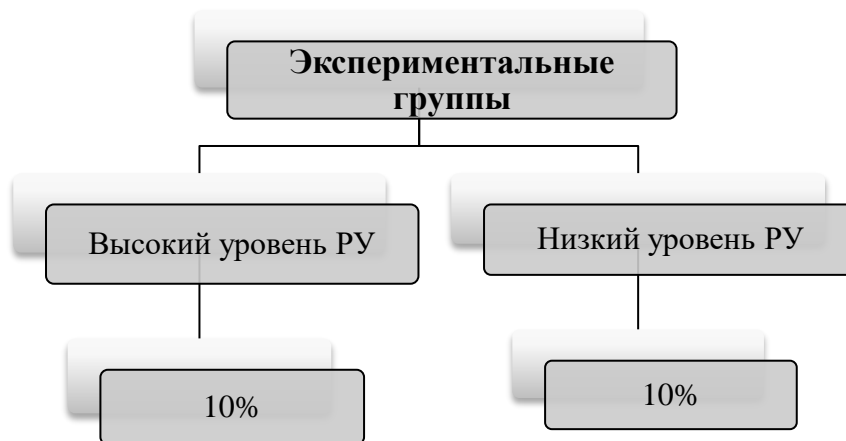 Экспериментальные
группы
Высокий уровень РУ
Низкий уровень РУ
10%
10%